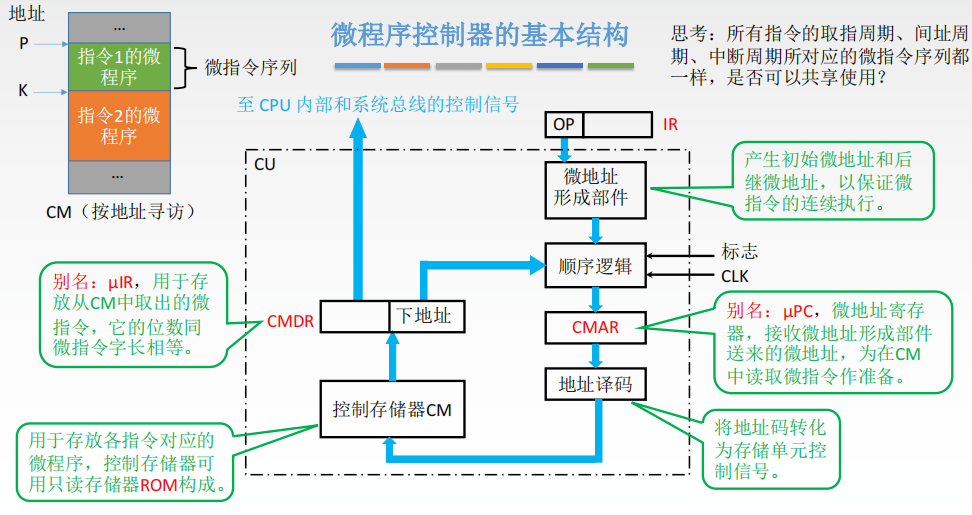 微程序控制器的基本结构
地址
P
K
...
指令1的微
程序
指令2的微
程序
...
微指令序列
CM（按地址寻访）
思考：所有指令的取指周期、间址周
期、中断周期所对应的微指令序列都
一样，是否可以共享使用？
至 CPU 内部和系统总线的控制信号
OP
IR
CU
微地址
形成部件
产生初始微地址和后
继微地址，以保证微
指令的连续执行。
顺序逻辑
标志
CLK
别名：μIR，用于存
放从CM中取出的微
指令，它的位数同
微指令字长相等。
CMDR
下地址
CMAR
别名：μPC，微地址寄存
器，接收微地址形成部件
送来的微地址，为在CM
中读取微指令作准备。
地址译码
控制存储器CM
将地址码转化
为存储单元控
制信号。
用于存放各指令对应的
微程序，控制存储器可
用只读存储器ROM构成。